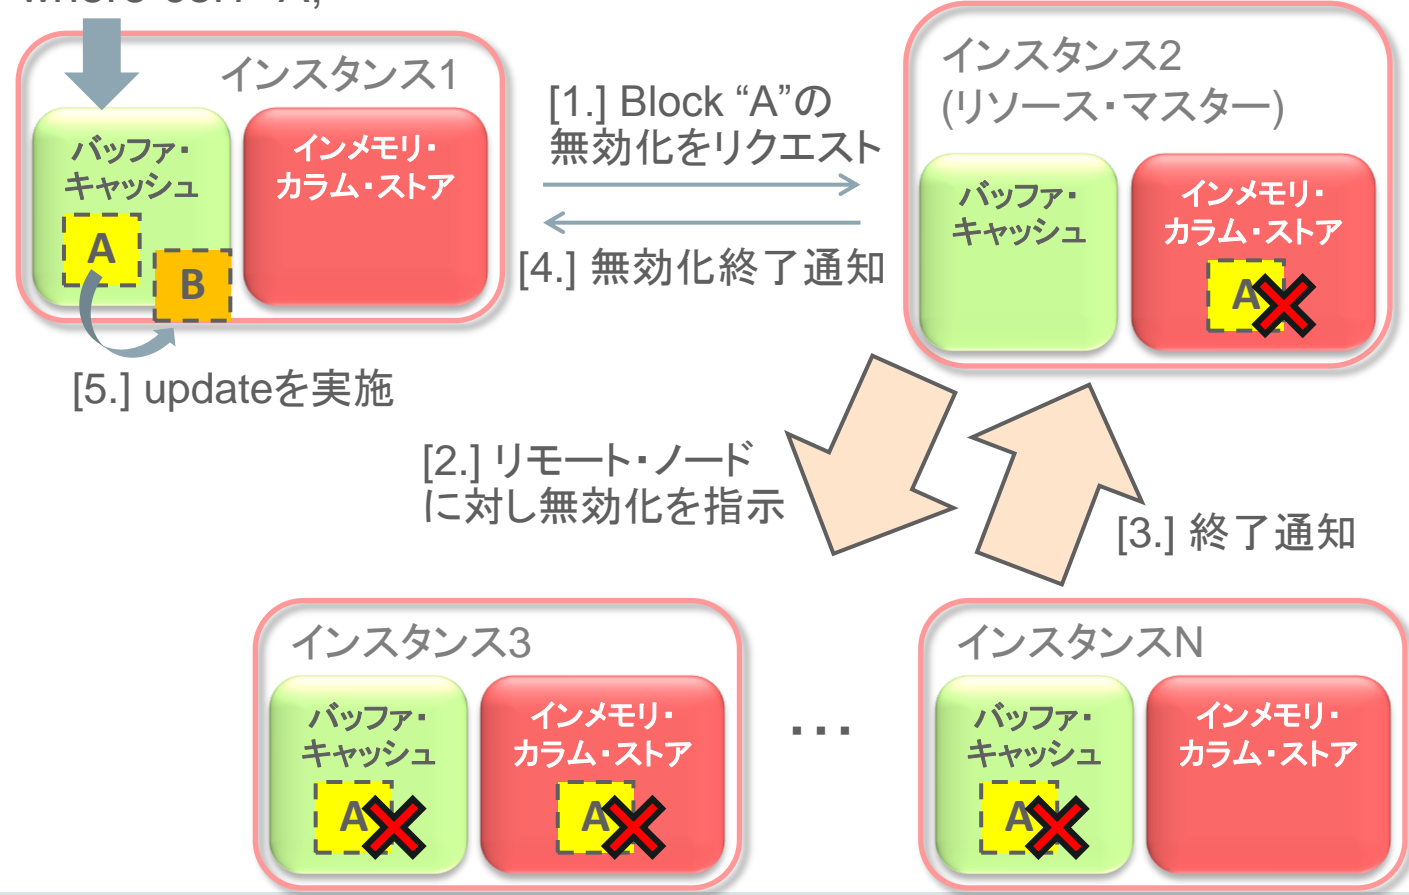 インスタンス1
バッファ・
キャッシュ
A
B
インメモリ・
カラム・ストア
[5.] updateを実施
[1.] Block “A”の
無効化をリクエスト
[4.] 無効化終了通知
インスタンス2
(リソース・マスター)
バッファ・
キャッシュ
インメモリ・
カラム・ストア
A
[2.] リモート・ノード
に対し無効化を指示
[3.] 終了通知
インスタンス3
バッファ・
キャッシュ
A
インメモリ・
カラム・ストア
A
...
インスタンスN
バッファ・
キャッシュ
A
インメモリ・
カラム・ストア